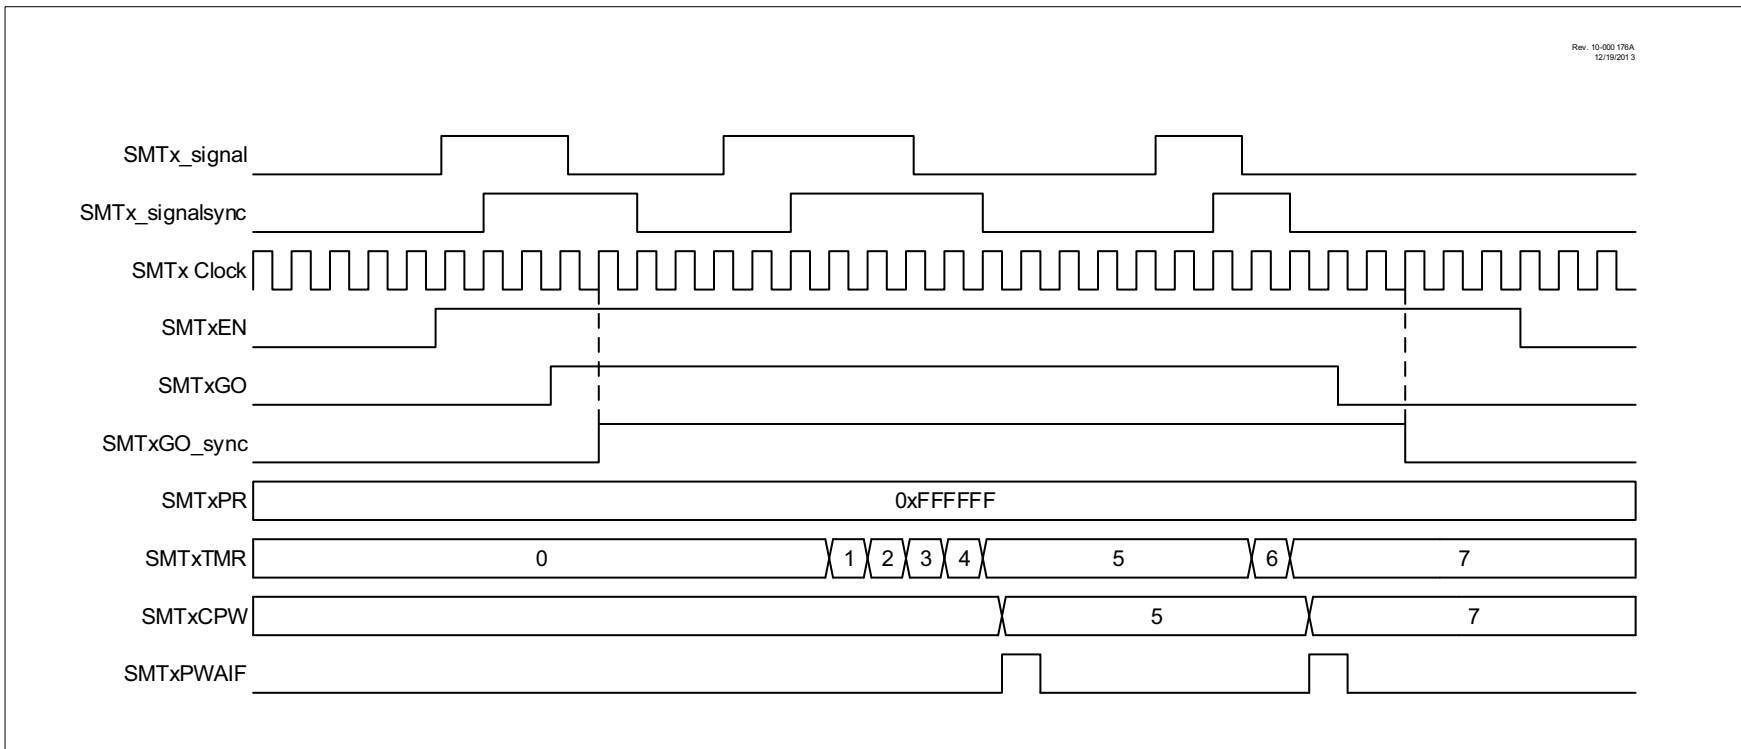 Rev. 10-000 176A
12/19/201 3
SMTx_signal
SMTx_signalsync
SMTx Clock
SMTxEN
SMTxGO
SMTxGO_sync
SMTxPR 0xFFFFFF
SMTxTMR 0 1 2 3 4 5 6 7
SMTxCPW 5 7
SMTxPWAIF